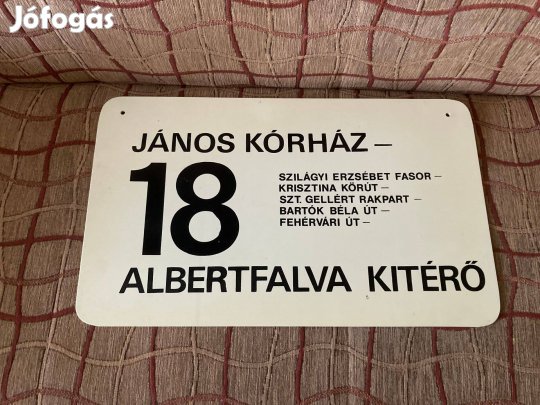 Jófogás
JÁNOS KÓRHÁZ –
18
SZILÁGYI ERZSÉBET FASOR –
KRISZTINA KÖRÚT –
SZT. GELLÉRT RAKPART –
BARTÓK BÉLA ÚT –
FEHÉRVÁRI ÚT –
ALBERTFALVA KITÉRŐ